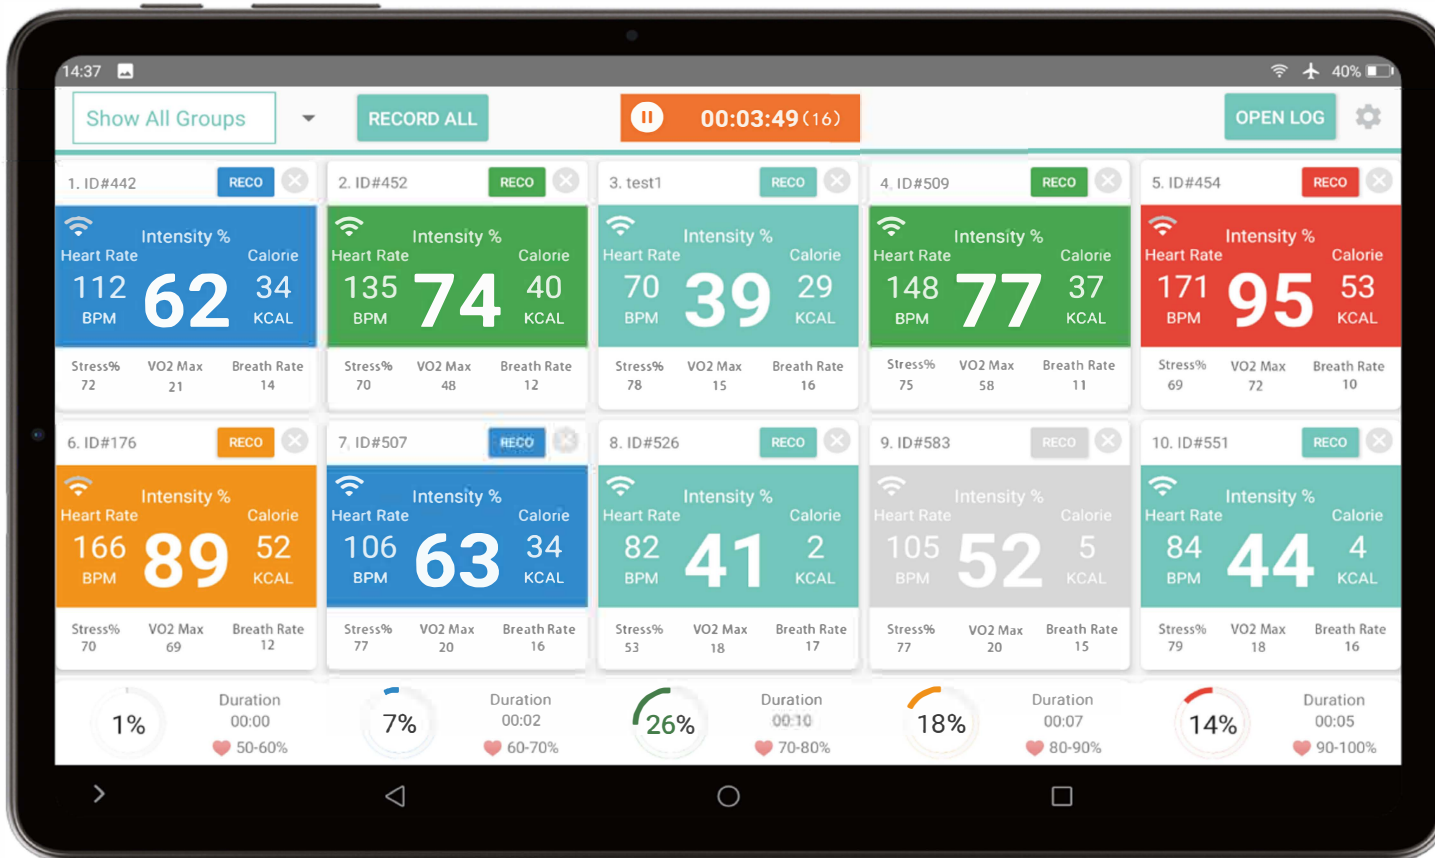 14:37 40%
Show All Groups RECORD ALL 00:03:49(16) OPEN LOG
1. ID#442 RECO
Intensity %
Heart Rate Calorie
112 62 34
BPM KCAL
Stress% VO2 Max Breath Rate
72 21 14
2. ID#452 RECO
Intensity %
Heart Rate Calorie
135 74 40
BPM KCAL
Stress% VO2 Max Breath Rate
70 48 12
3. test1 RECO
Intensity %
Heart Rate Calorie
70 39 29
BPM KCAL
Stress% VO2 Max Breath Rate
78 15 16
4. ID#509 RECO
Intensity %
Heart Rate Calorie
148 77 37
BPM KCAL
Stress% VO2 Max Breath Rate
75 58 11
5. ID#454 RECO
Intensity %
Heart Rate Calorie
171 95 53
BPM KCAL
Stress% VO2 Max Breath Rate
69 72 10
6. ID#176 RECO
Intensity %
Heart Rate Calorie
166 89 52
BPM KCAL
Stress% VO2 Max Breath Rate
70 69 12
7. ID#507 RECO
Intensity %
Heart Rate Calorie
106 63 34
BPM KCAL
Stress% VO2 Max Breath Rate
77 20 16
8. ID#526 RECO
Intensity %
Heart Rate Calorie
82 41 2
BPM KCAL
Stress% VO2 Max Breath Rate
53 18 17
9. ID#583 RECO
Intensity %
Heart Rate Calorie
105 52 5
BPM KCAL
Stress% VO2 Max Breath Rate
77 20 15
10. ID#551 RECO
Intensity %
Heart Rate Calorie
84 44 4
BPM KCAL
Stress% VO2 Max Breath Rate
79 18 16
1%
Duration
00:00
50-60%
7%
Duration
00:02
60-70%
26%
Duration
00:10
70-80%
18%
Duration
00:07
80-90%
14%
Duration
00:05
90-100%